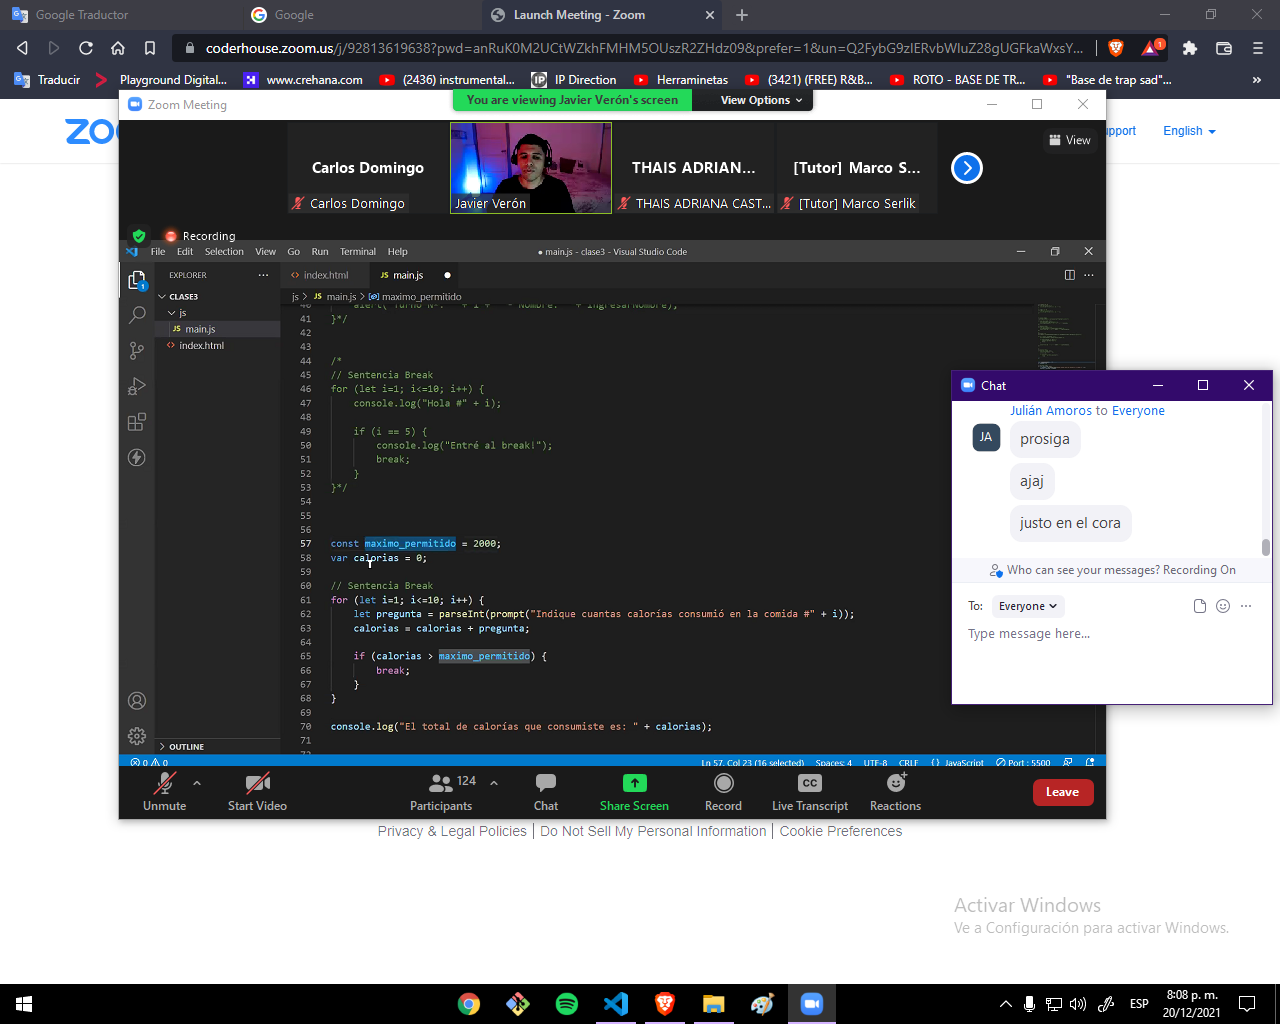 Google Traductor
Google
Launch Meeting - Zoom
coderhouse.zoom.us/j/92813619638?pwd=anRuK0M2UCtWZkhFMHM5OUszR2ZHdz09&prefer=1&un=Q2FybG9zIERvbWluZ28gUGFkaWxsY...
1
Traducir
Playground Digital...
www.crehana.com
(2436) instrumental...
IP Direction
Herraminetas
(3421) (FREE) R&B...
ROTO - BASE DE TR...
"Base de trap sad"...
»
Zoom Meeting
You are viewing Javier Verón's screen
View Options
pport
English
View
Carlos Domingo
THAIS ADRIAN...
[Tutor] Marco S...
Carlos Domingo
Javier Verón
THAIS ADRIANA CAST...
[Tutor] Marco Serlik
Recording
File Edit Selection View Go Run Terminal Help
● main.js - clase3 - Visual Studio Code
EXPLORER
index.html
JS main.js
CLASE3
js > JS main.js > maximo_permitido
js
JS main.js
index.html
41 }*/
42
43
44 /*
45 // Sentencia Break
46 for (let i=1; i<=10; i++) {
47 console.log("Hola #" + i);
48
49 if (i == 5) {
50 console.log("Entré al break!");
51 break;
52 }
53 }*/
54
55
56
57 const maximo_permitido = 2000;
58 var calorias = 0;
59
60 // Sentencia Break
61 for (let i=1; i<=10; i++) {
62 let pregunta = parseInt(prompt("Indique cuantas calorías consumió en la comida #" + i));
63 calorias = calorias + pregunta;
64
65 if (calorias > maximo_permitido) {
66 break;
67 }
68 }
69
70 console.log("El total de calorías que consumiste es: " + calorias);
71
OUTLINE
0 0
Ln 57, Col 23 (16 selected) Spaces: 4 UTF-8 CRLF {} JavaScript Port : 5500
Chat
Julián Amoros to Everyone
JA
prosiga
ajaj
justo en el cora
Who can see your messages? Recording On
To: Everyone
Type message here...
Unmute
Start Video
124
Participants
Chat
Share Screen
Record
CC
Live Transcript
Reactions
Leave
Privacy & Legal Policies | Do Not Sell My Personal Information | Cookie Preferences
Activar Windows
Ve a Configuración para activar Windows.
ESP
8:08 p. m.
20/12/2021